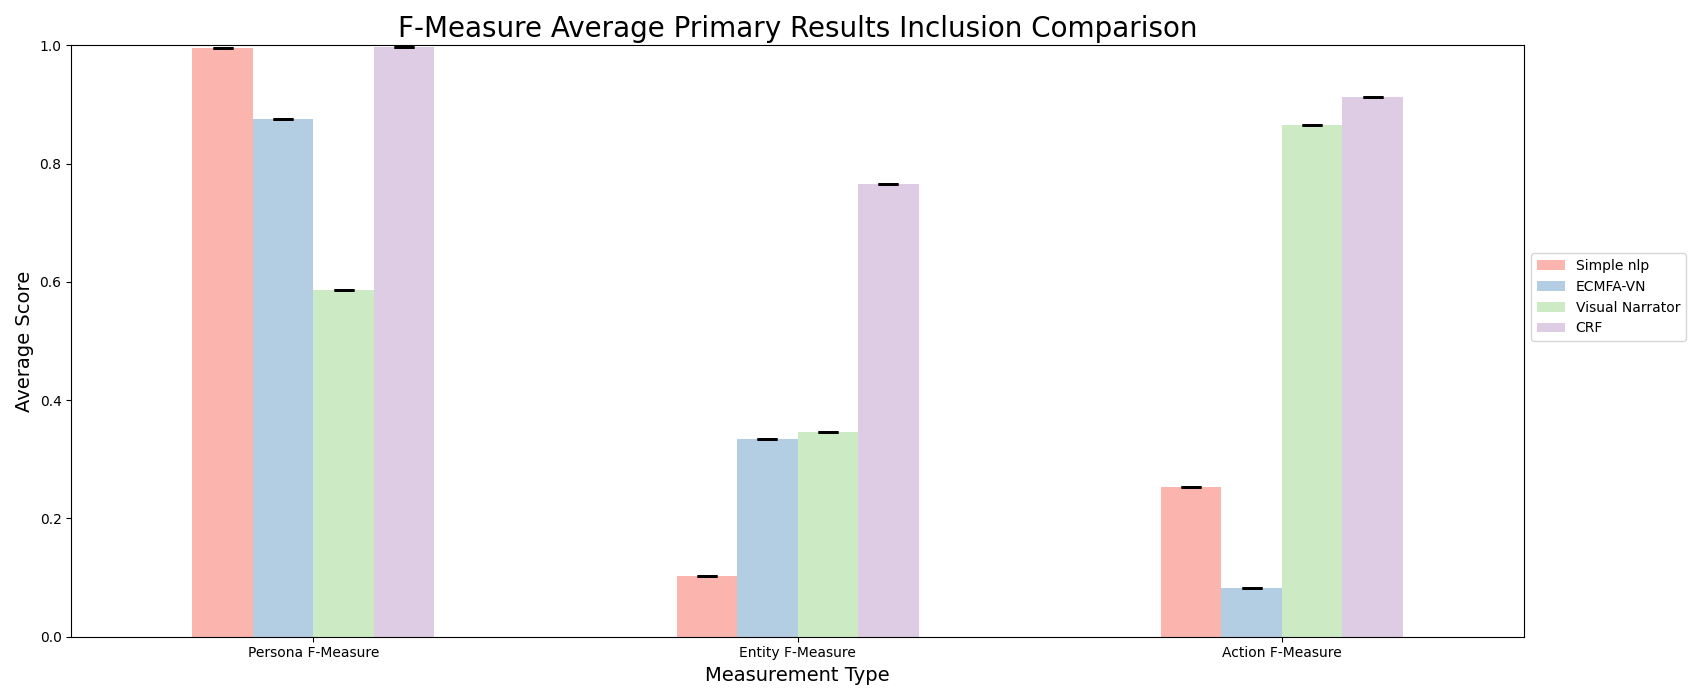 F-Measure Average Primary Results Inclusion Comparison
1.0
0.8
0.6
0.4
0.2
0.0
Average Score
Persona F-Measure
Entity F-Measure
Action F-Measure
Measurement Type
Simple nlp
ECMFA-VN
Visual Narrator
CRF